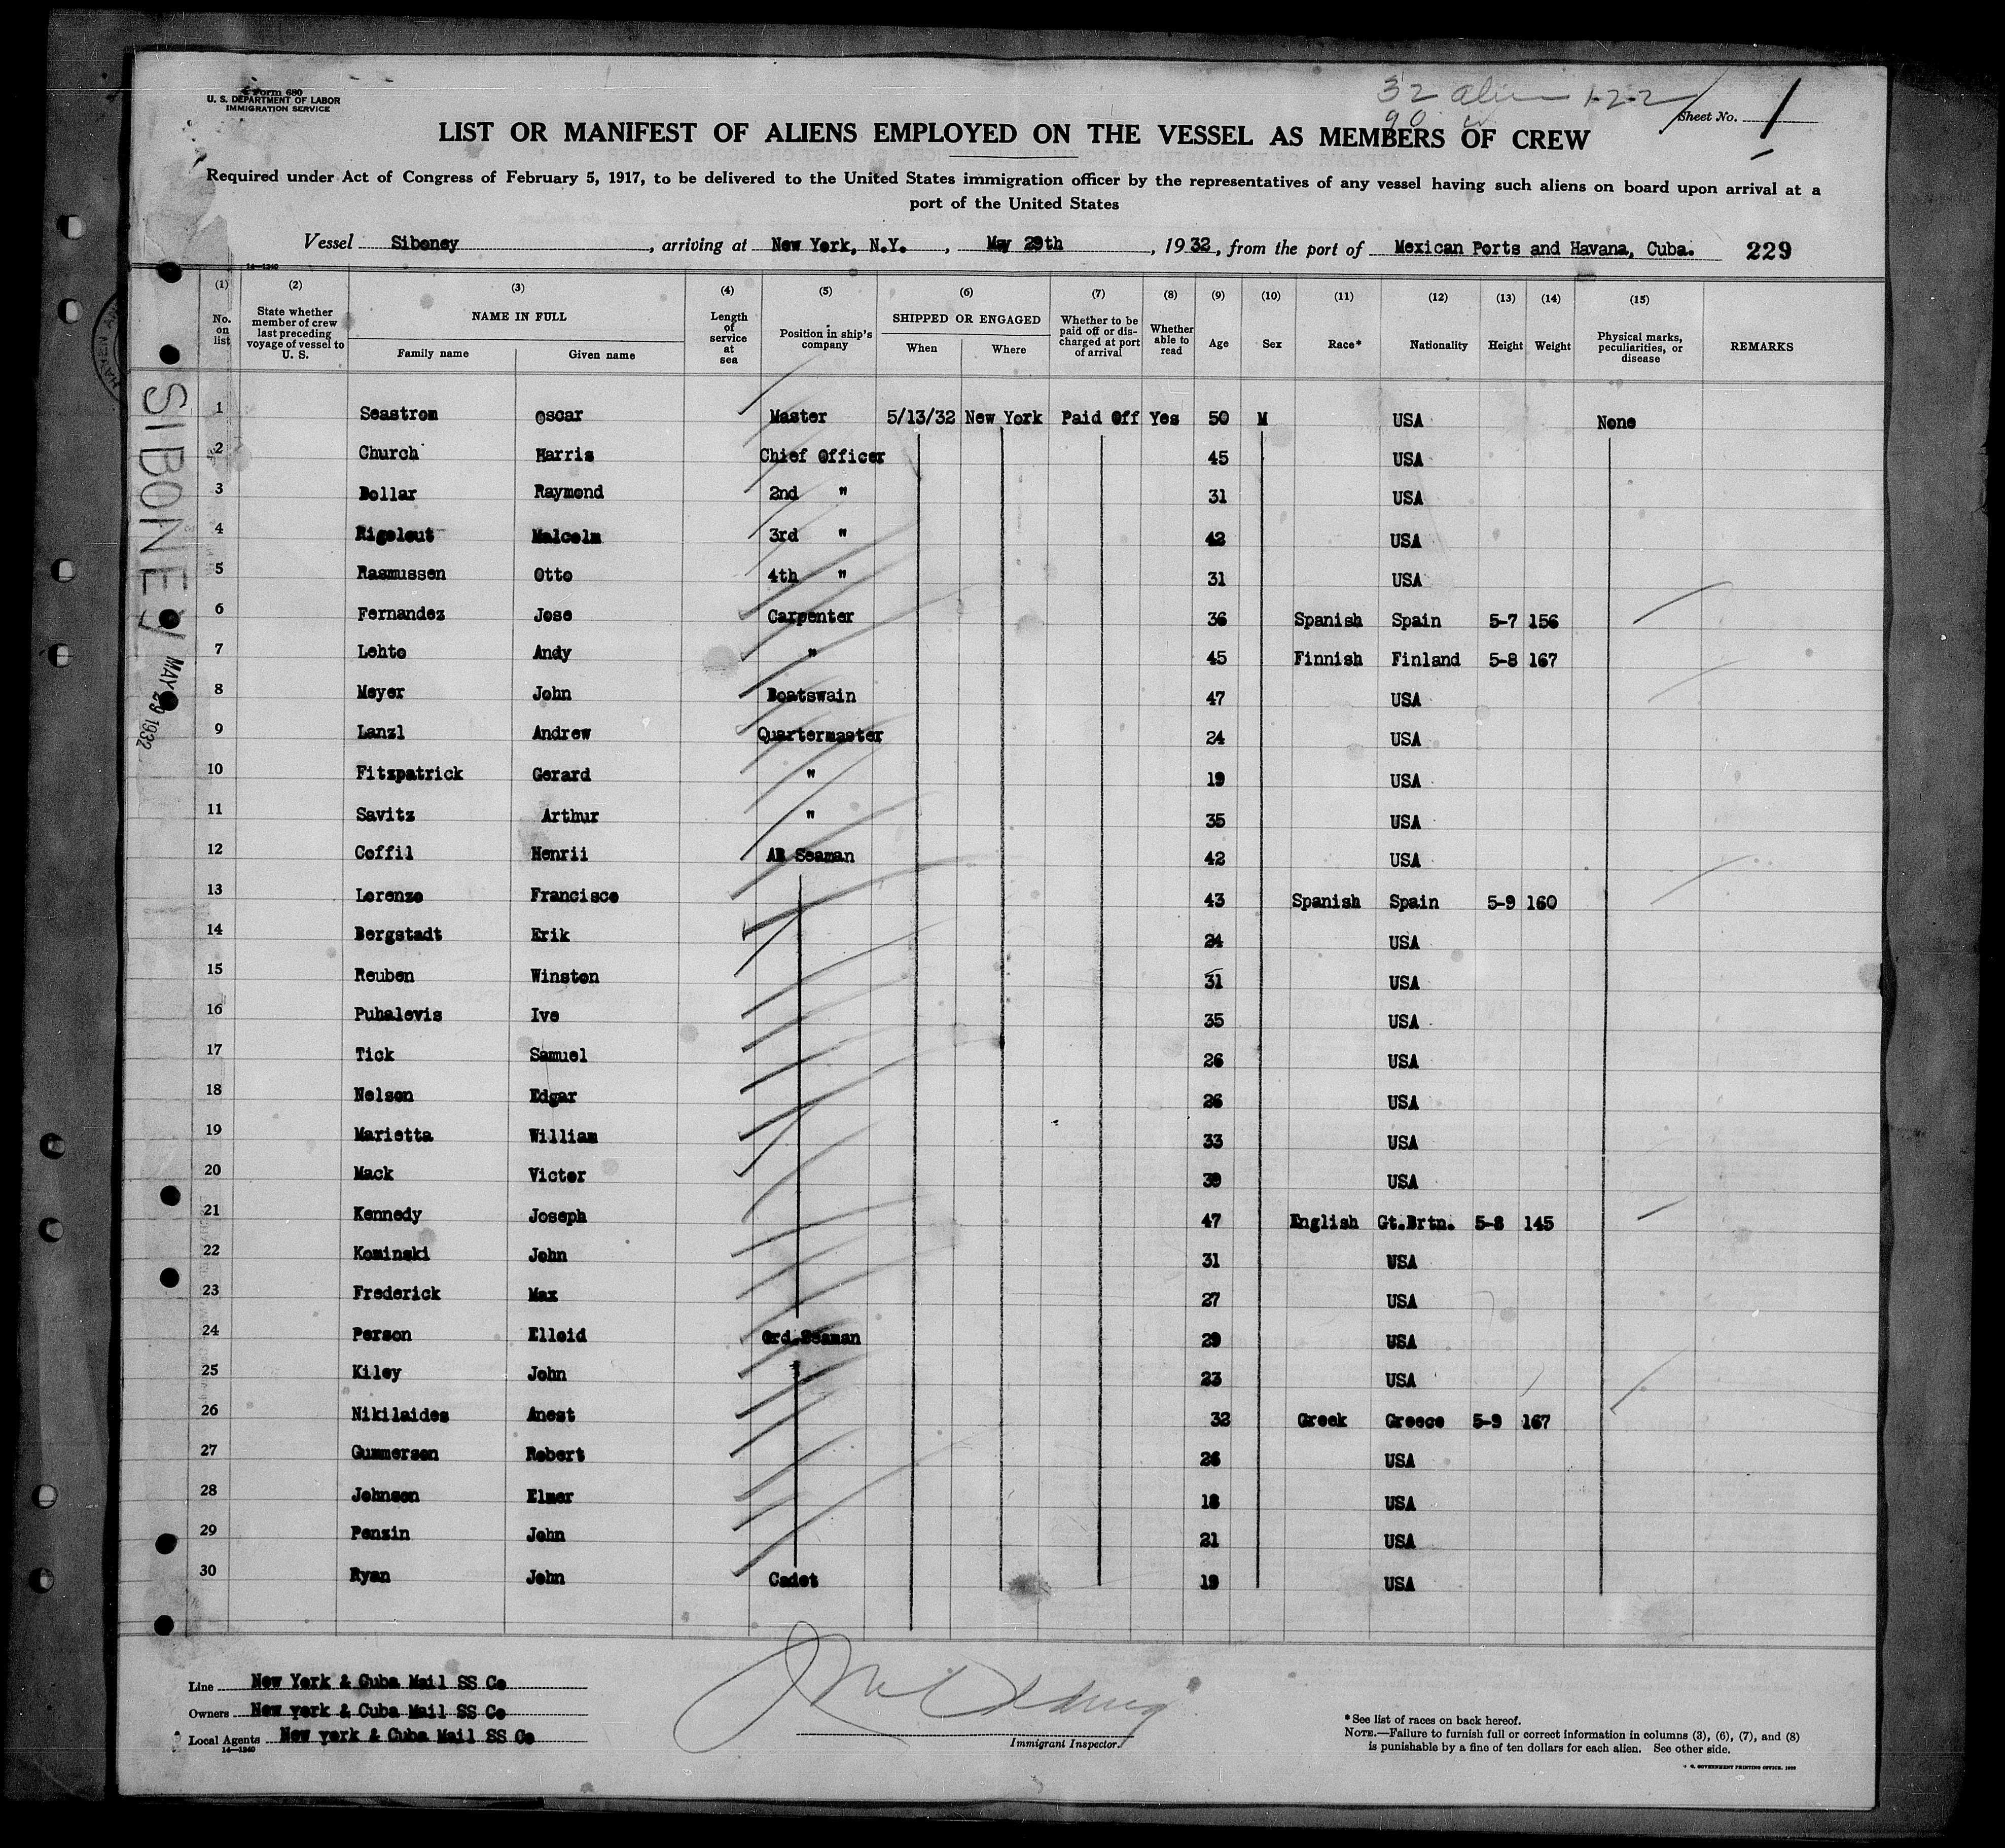 Form 680
U. S. DEPARTMENT OF LABOR
IMMIGRATION SERVICE
32 alien 1-2-2
90
Sheet No. 1
LIST OR MANIFEST OF ALIENS EMPLOYED ON THE VESSEL AS MEMBERS OF CREW
Required under Act of Congress of February 5, 1917, to be delivered to the United States immigration officer by the representatives of any vessel having such aliens on board upon arrival at a
port of the United States
Vessel Siboney, arriving at New York, N.Y., May 29th, 1932, from the port of Mexican Ports and Havana, Cuba. 229
14—1240
(1) (2) (3) (4) (5) (6) (7) (8) (9) (10) (11) (12) (13) (14) (15)
No. on list State whether member of crew last preceding voyage of vessel to U. S. NAME IN FULL Family name Given name Length of service at sea Position in ship's company SHIPPED OR ENGAGED When Where Whether to be paid off or discharged at port of arrival Whether able to read Age Sex Race* Nationality Height Weight Physical marks, peculiarities, or disease REMARKS
1 Seastrom Oscar Master 5/13/32 New York Paid Off Yes 50 M USA None
2 Church Harris Chief Officer 45 USA
3 Dollar Raymond 2nd " 31 USA
4 Rigoleut Malcolm 3rd " 42 USA
5 Rasmussen Otto 4th " 31 USA
6 Fernandez Jose Carpenter 36 Spanish Spain 5-7 156
7 Lehto Andy " 45 Finnish Finland 5-8 167
8 Meyer John Boatswain 47 USA
9 Lanzl Andrew Quartermaster 24 USA
10 Fitzpatrick Gerard " 19 USA
11 Savitz Arthur " 35 USA
12 Coffil Henrii AB Seaman 42 USA
13 Lorenzo Francisco 43 Spanish Spain 5-9 160
14 Bergstadt Erik 24 USA
15 Reuben Winston 31 USA
16 Puhalovis Ivo 35 USA
17 Tick Samuel 26 USA
18 Nelson Edgar 26 USA
19 Marietta William 33 USA
20 Mack Victor 39 USA
21 Kennedy Joseph 47 English Gt.Brtn. 5-8 145
22 Kominski John 31 USA
23 Frederick Max 27 USA
24 Person Elloid Ord.Seaman 29 USA
25 Kiley John 23 USA
26 Nikilaides Anest 32 Greek Greece 5-9 167
27 Gummerson Robert 26 USA
28 Johnson Elmer 18 USA
29 Penzin John 21 USA
30 Ryan John Cadet 19 USA
SIBONEY
MAY 29 1932
Line New York & Cuba Mail SS Co
Owners New york & Cuba Mail SS Co
Local Agents New york & Cuba Mail SS Co
14—1240
Immigrant Inspector.
* See list of races on back hereof.
NOTE.—Failure to furnish full or correct information in columns (3), (6), (7), and (8)
is punishable by a fine of ten dollars for each alien. See other side.
GOVERNMENT PRINTING OFFICE